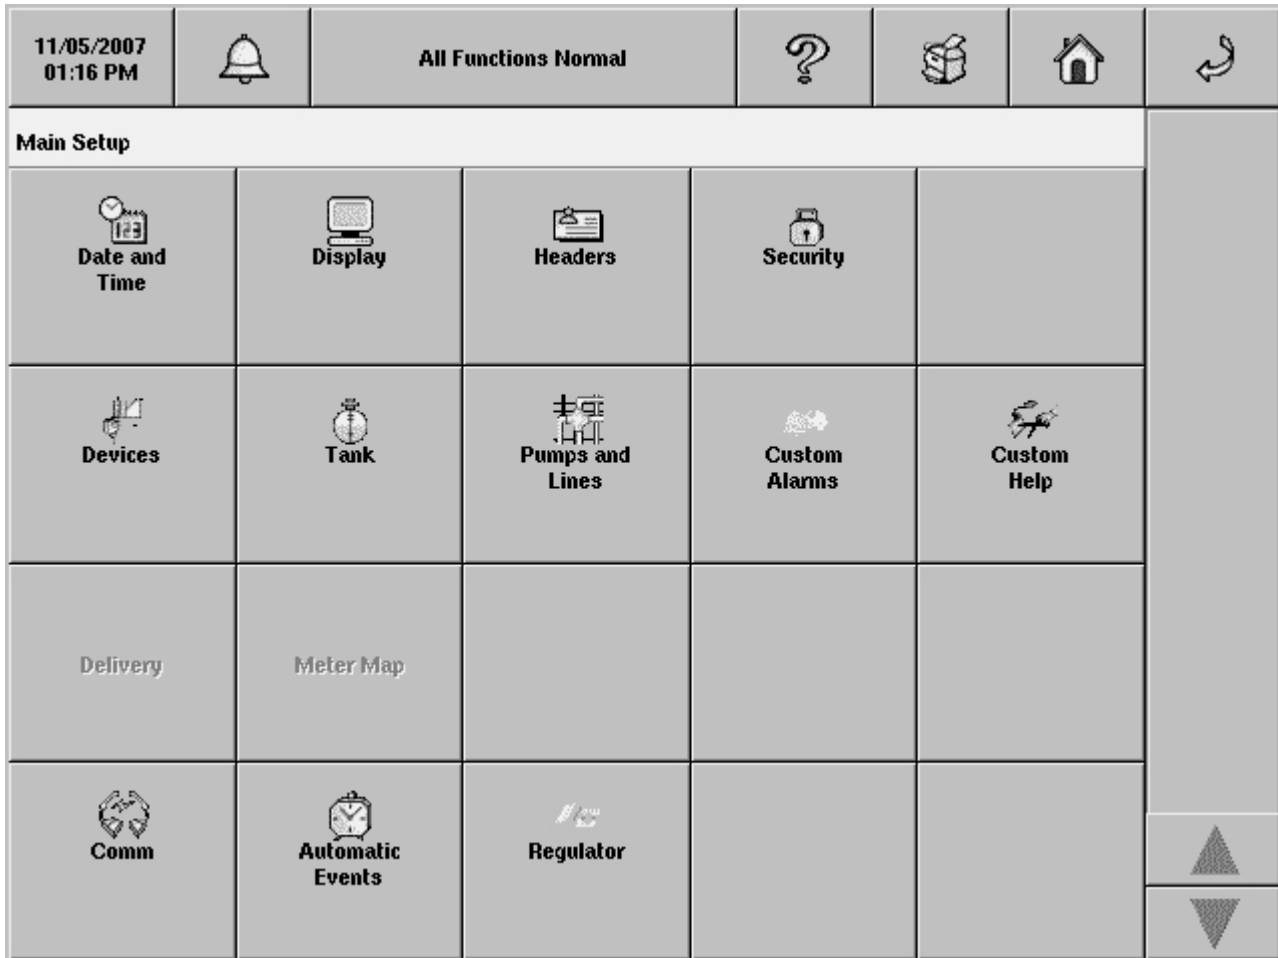 11/05/2007
01:16 PM
All Functions Normal
Main Setup
Date and
Time
Display
Headers
Security
Devices
Tank
Pumps and
Lines
Custom
Alarms
Custom
Help
Delivery
Meter Map
Comm
Automatic
Events
Regulator